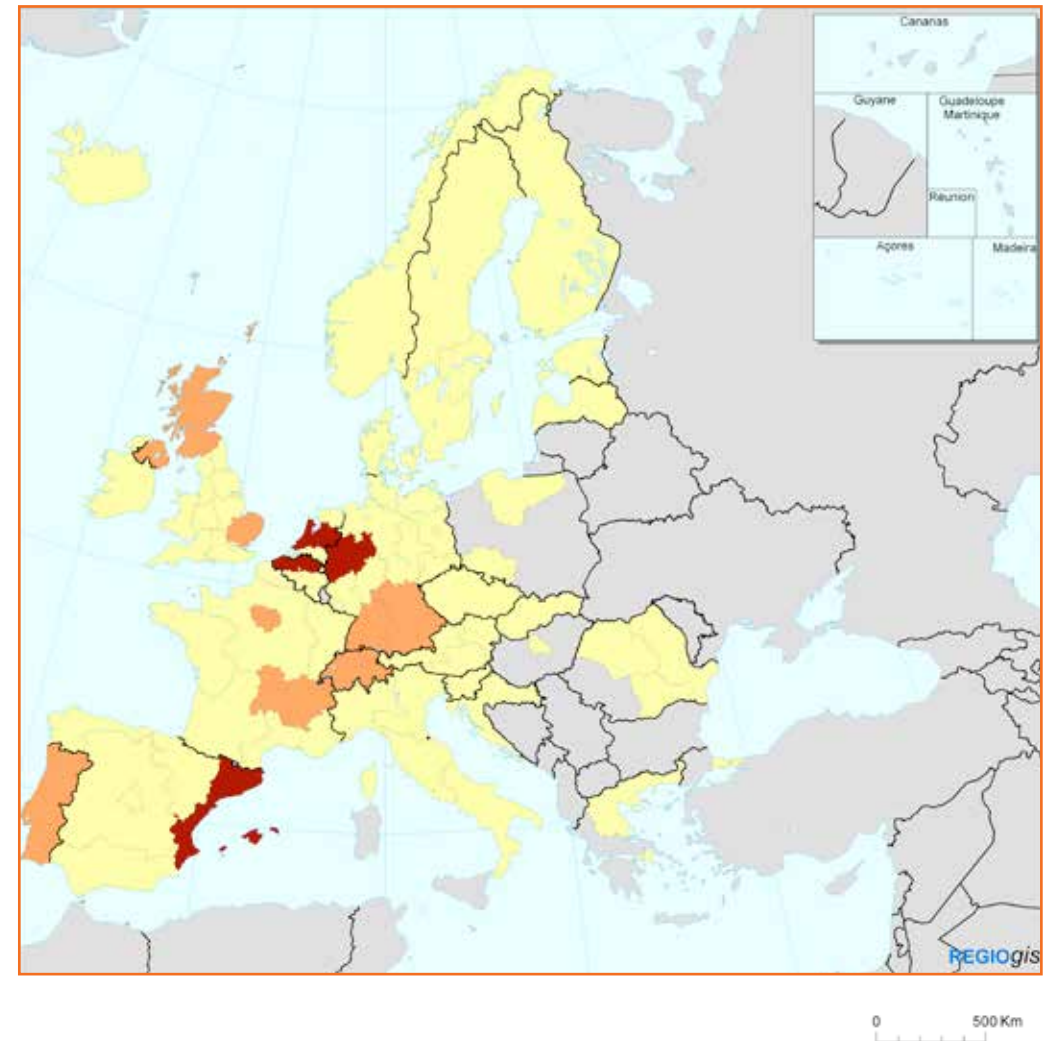 Canarias
Guyane
Guadeloupe
Martinique
Réunion
Açores
Madeira
REGIOgis
0 500 Km